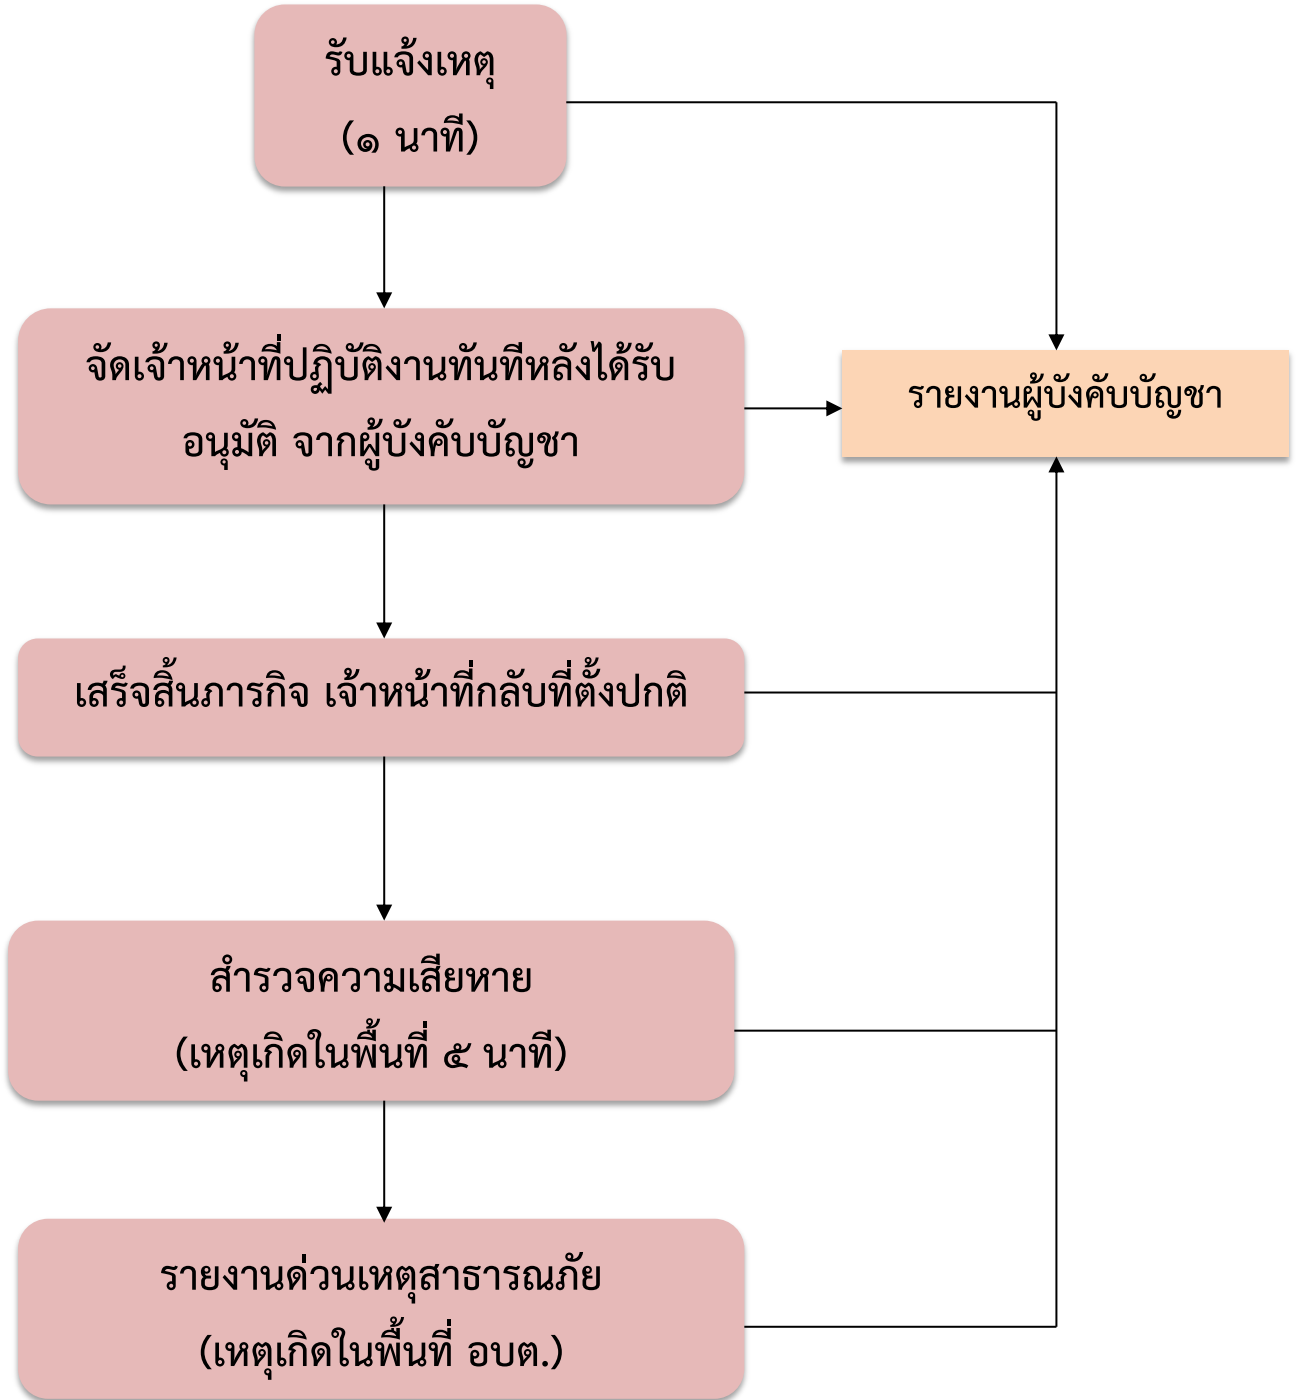 รับแจ้งเหตุ
(๑ นาที)
จัดเจ้าหน้าที่ปฏิบัติงานทันทีหลังได้รับ
อนุมัติ จากผู้บังคับบัญชา
รายงานผู้บังคับบัญชา
เสร็จสิ้นภารกิจ เจ้าหน้าที่กลับที่ตั้งปกติ
สำรวจความเสียหาย
(เหตุเกิดในพื้นที่ ๕ นาที)
รายงานด่วนเหตุสาธารณภัย
(เหตุเกิดในพื้นที่ อบต.)